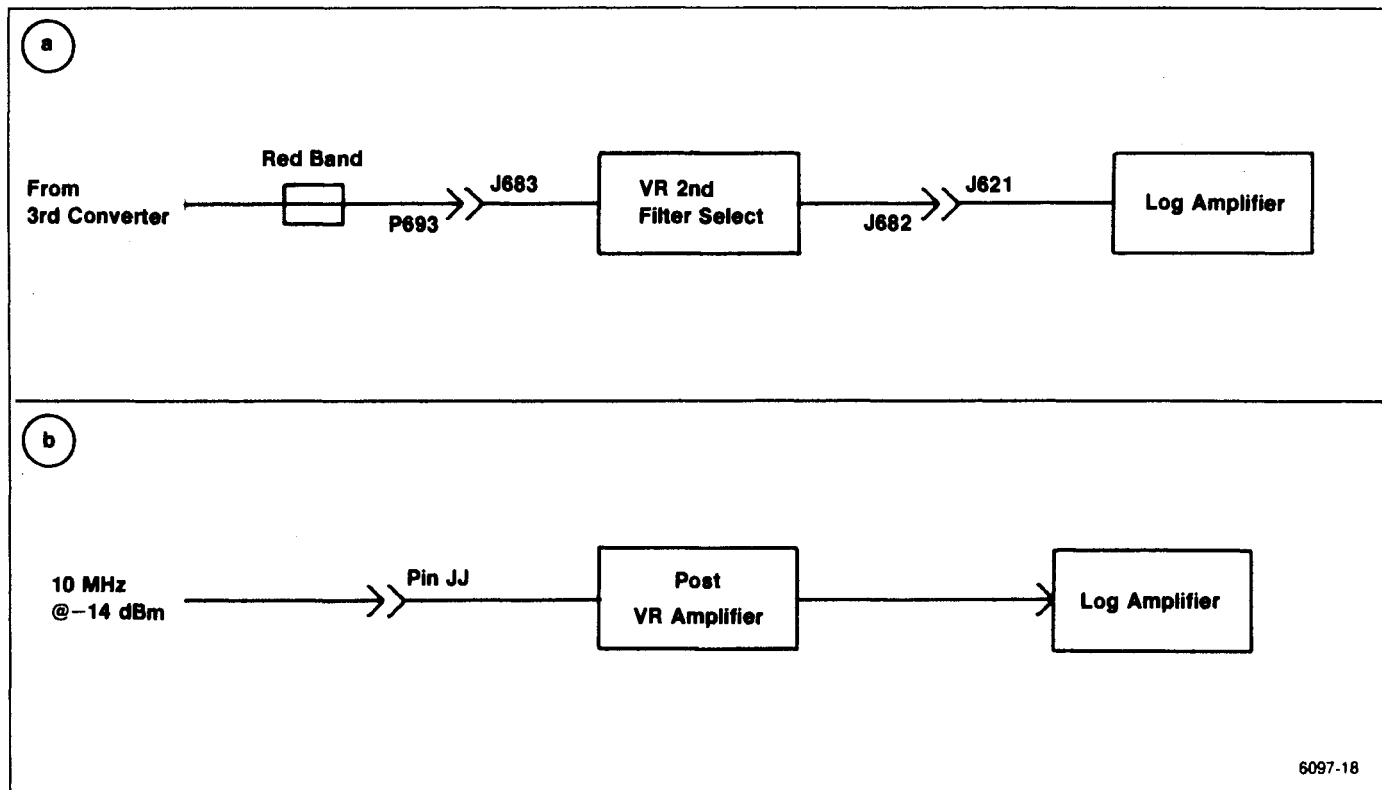 a
Red Band
From
3rd Converter
P693
J683
VR 2nd
Filter Select
J682
J621
Log Amplifier
b
10 MHz
@−14 dBm
Pin JJ
Post
VR Amplifier
Log Amplifier
6097-18